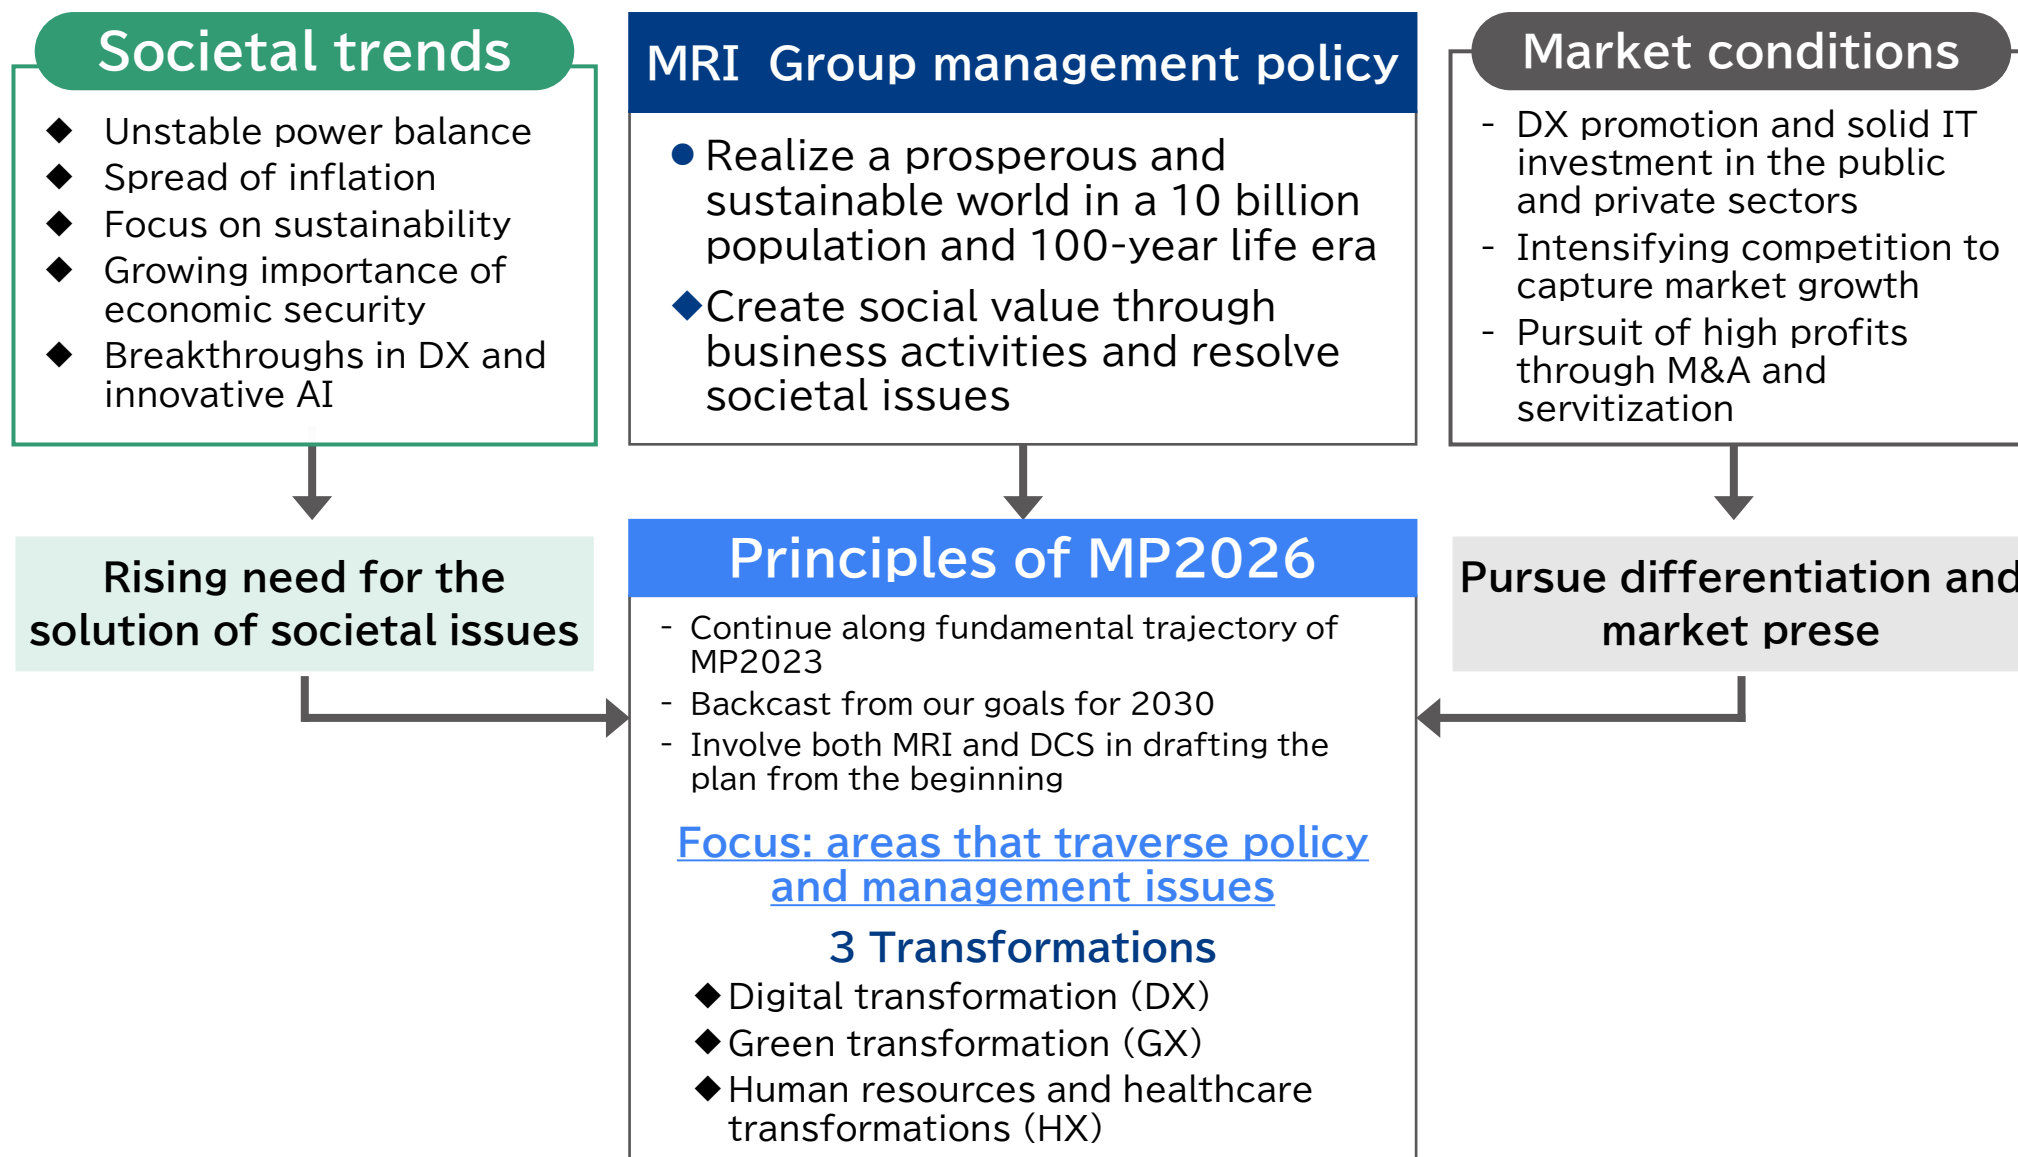 Societal trends
◆ Unstable power balance
◆ Spread of inflation
◆ Focus on sustainability
◆ Growing importance of
economic security
◆ Breakthroughs in DX and
innovative AI
MRI Group management policy
● Realize a prosperous and
sustainable world in a 10 billion
population and 100-year life era
◆Create social value through
business activities and resolve
societal issues
Market conditions
- DX promotion and solid IT
investment in the public
and private sectors
- Intensifying competition to
capture market growth
- Pursuit of high profits
through M&A and
servitization
Rising need for the
solution of societal issues
Principles of MP2026
- Continue along fundamental trajectory of
MP2023
- Backcast from our goals for 2030
- Involve both MRI and DCS in drafting the
plan from the beginning
Focus: areas that traverse policy
and management issues
3 Transformations
◆Digital transformation (DX)
◆Green transformation (GX)
◆Human resources and healthcare
transformations (HX)
Pursue differentiation and
market prese